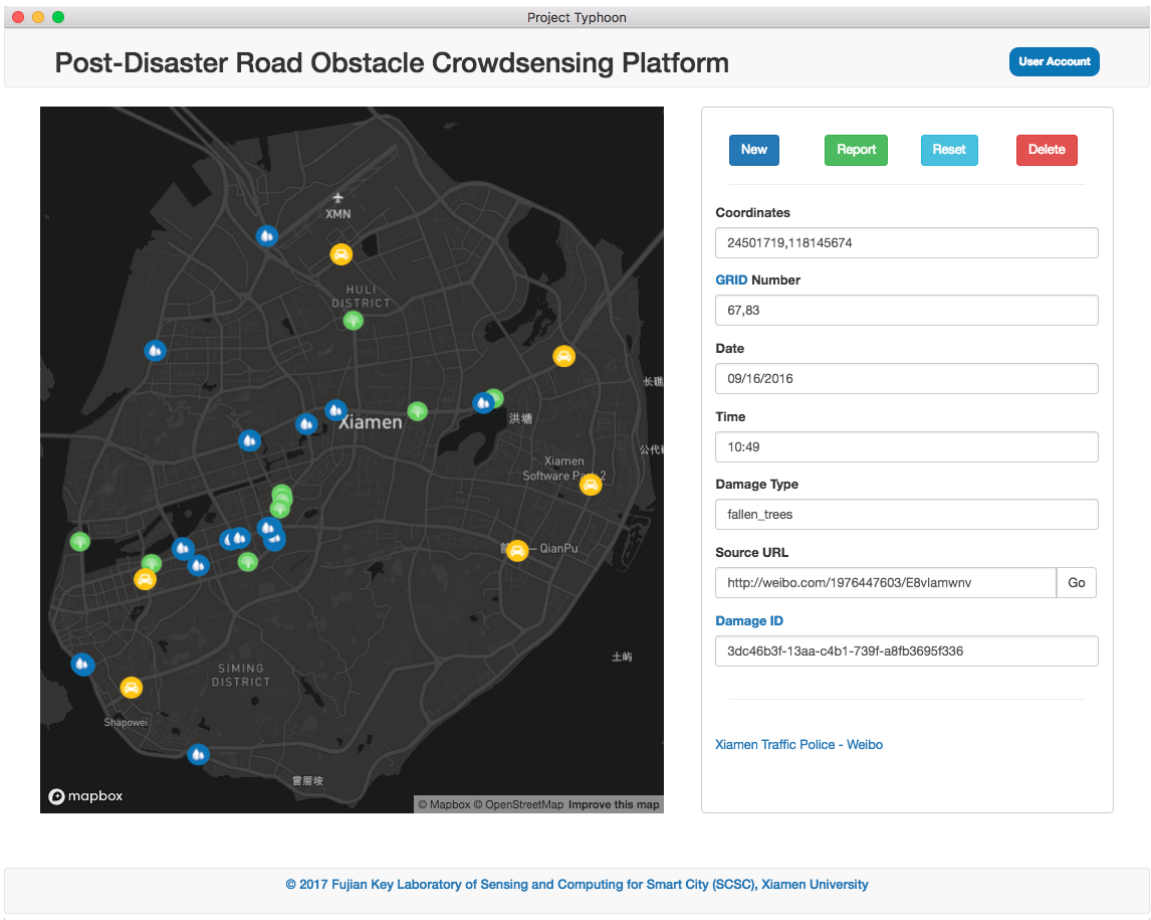 Project Typhoon
Post-Disaster Road Obstacle Crowdsensing Platform
User Account
XMN
HULI
DISTRICT
长
Xiamen
洪塘
公代
Xiamen
Software Park 2
QianPu
土屿
SIMING
DISTRICT
Shapowei
曾厝垵
mapbox
© Mapbox © OpenStreetMap Improve this map
New
Report
Reset
Delete
Coordinates
24501719,118145674
GRID Number
67,83
Date
09/16/2016
Time
10:49
Damage Type
fallen_trees
Source URL
http://weibo.com/1976447603/E8vIamwnv
Go
Damage ID
3dc46b3f-13aa-c4b1-739f-a8fb3695f336
Xiamen Traffic Police - Weibo
© 2017 Fujian Key Laboratory of Sensing and Computing for Smart City (SCSC), Xiamen University